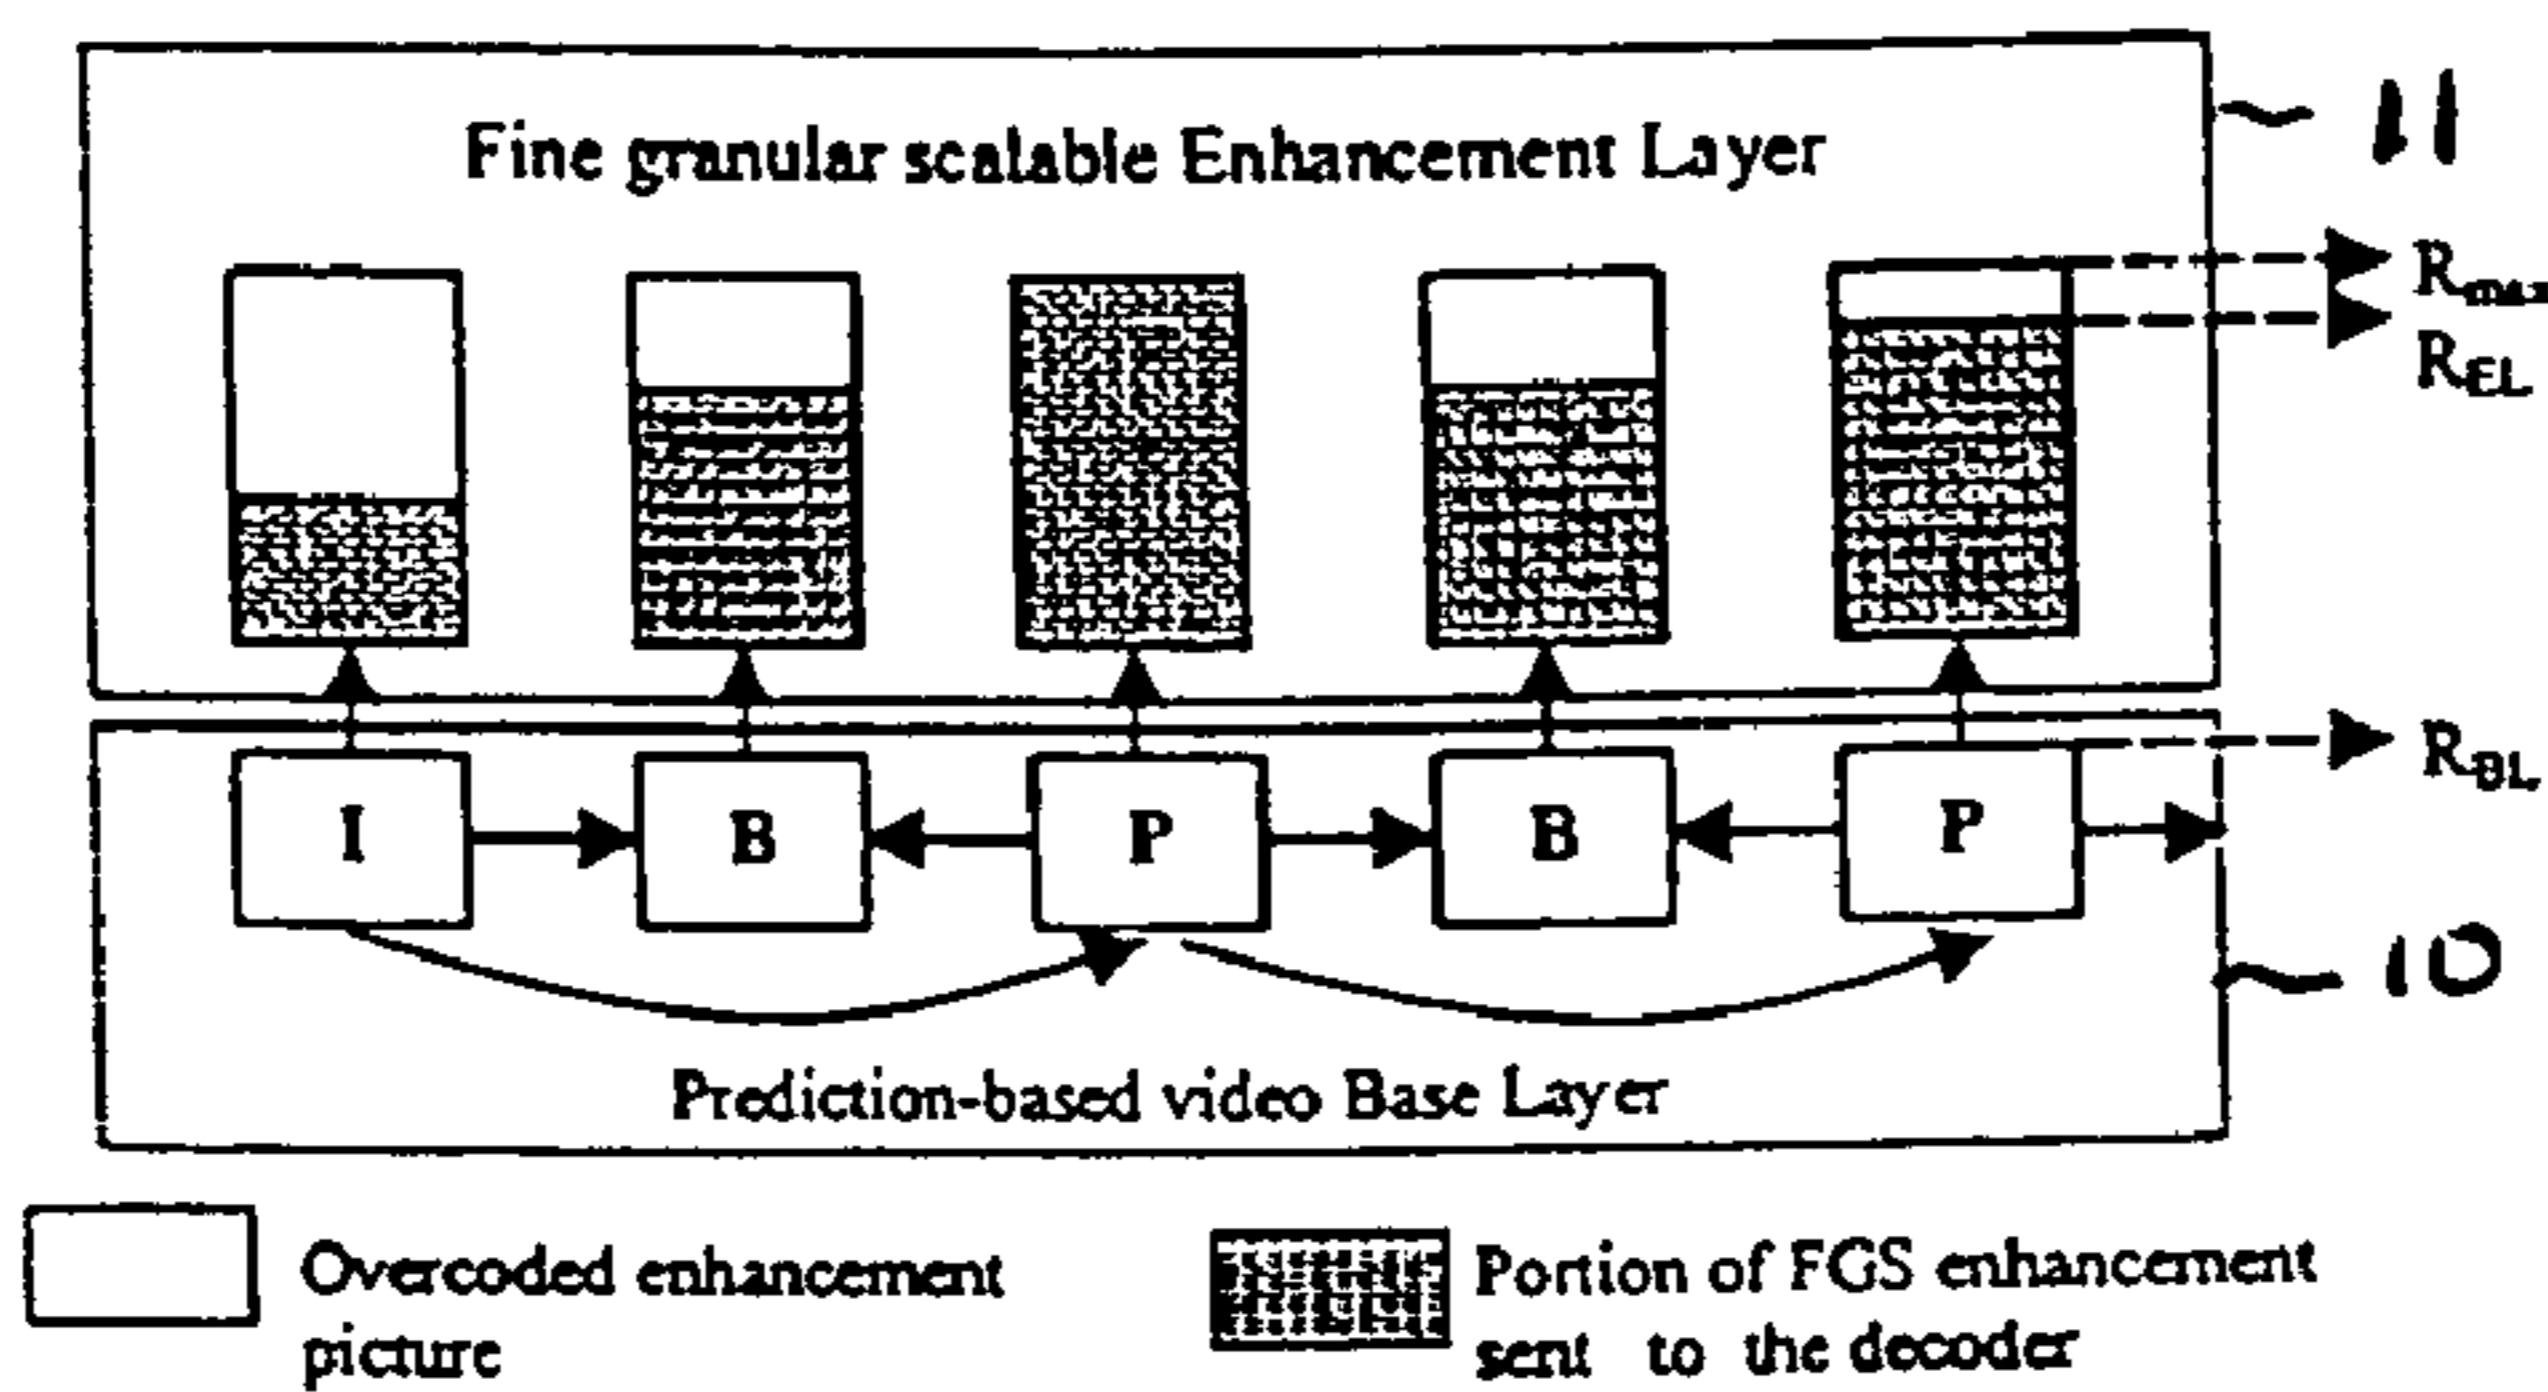 Fine granular scalable Enhancement Layer
11
Rmax
REL
RBL
I B P B P
10
Prediction-based video Base Layer
Overcoded enhancement
picture
Portion of FGS enhancement
sent to the decoder